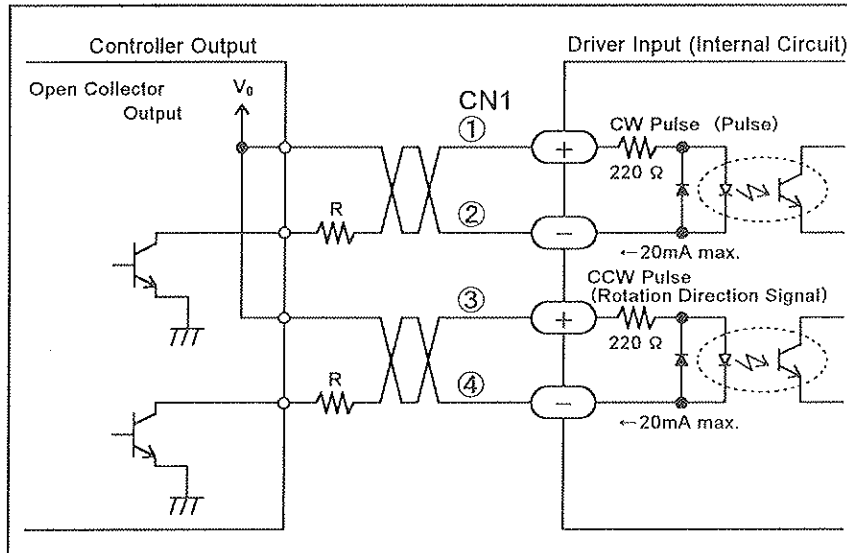 Controller Output
Driver Input (Internal Circuit)
Open Collector
Output
V₀
CN1
①
CW Pulse (Pulse)
220 Ω
R
②
←20mA max.
③
CCW Pulse
(Rotation Direction Signal)
220 Ω
R
④
←20mA max.